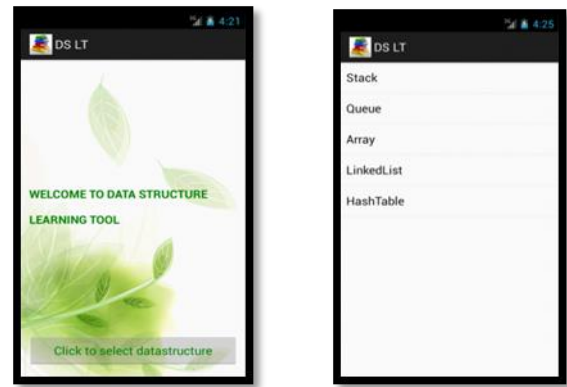 4:21
DS LT
WELCOME TO DATA STRUCTURE
LEARNING TOOL
Click to select datastructure
4:25
DS LT
Stack
Queue
Array
LinkedList
HashTable